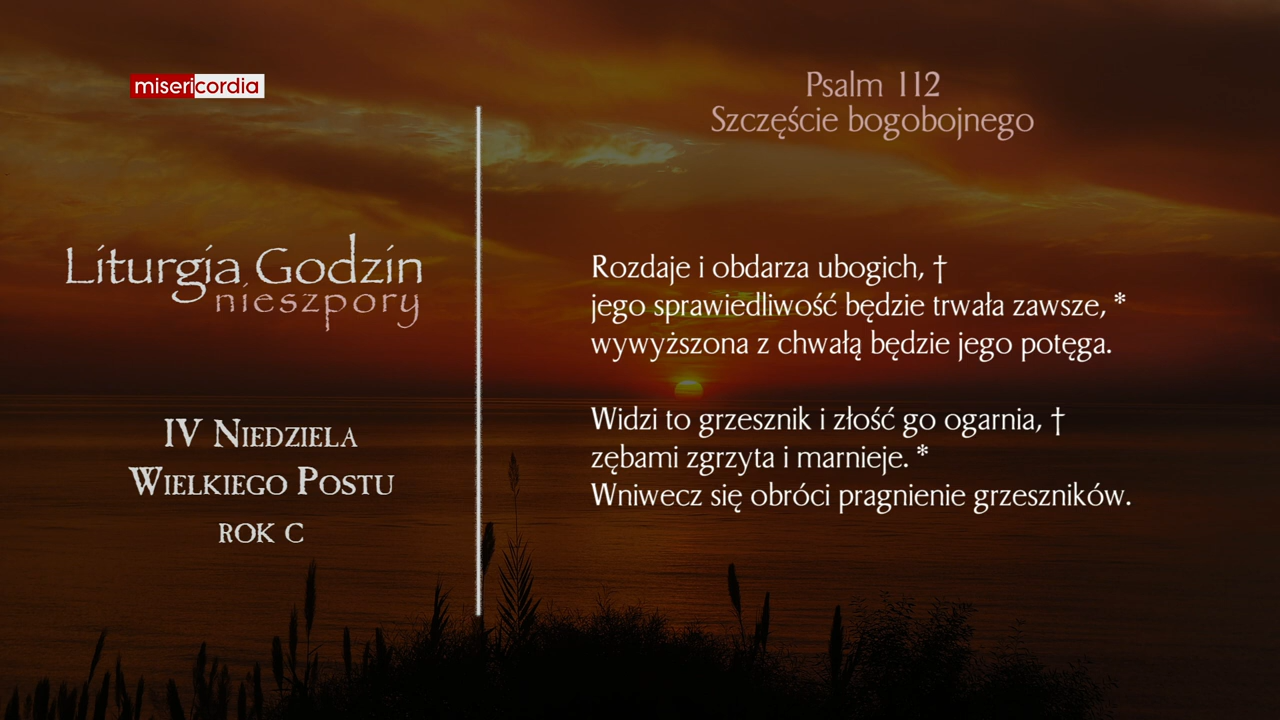 misericordia
Liturgia Godzin
nieszpory
IV Niedziela
Wielkiego Postu
rok C
Psalm 112
Szczęście bogobojnego
Rozdaje i obdarza ubogich, †
jego sprawiedliwość będzie trwała zawsze, *
wywyższona z chwałą będzie jego potęga.
Widzi to grzesznik i złość go ogarnia, †
zębami zgrzyta i marnieje. *
Wniwecz się obróci pragnienie grzeszników.